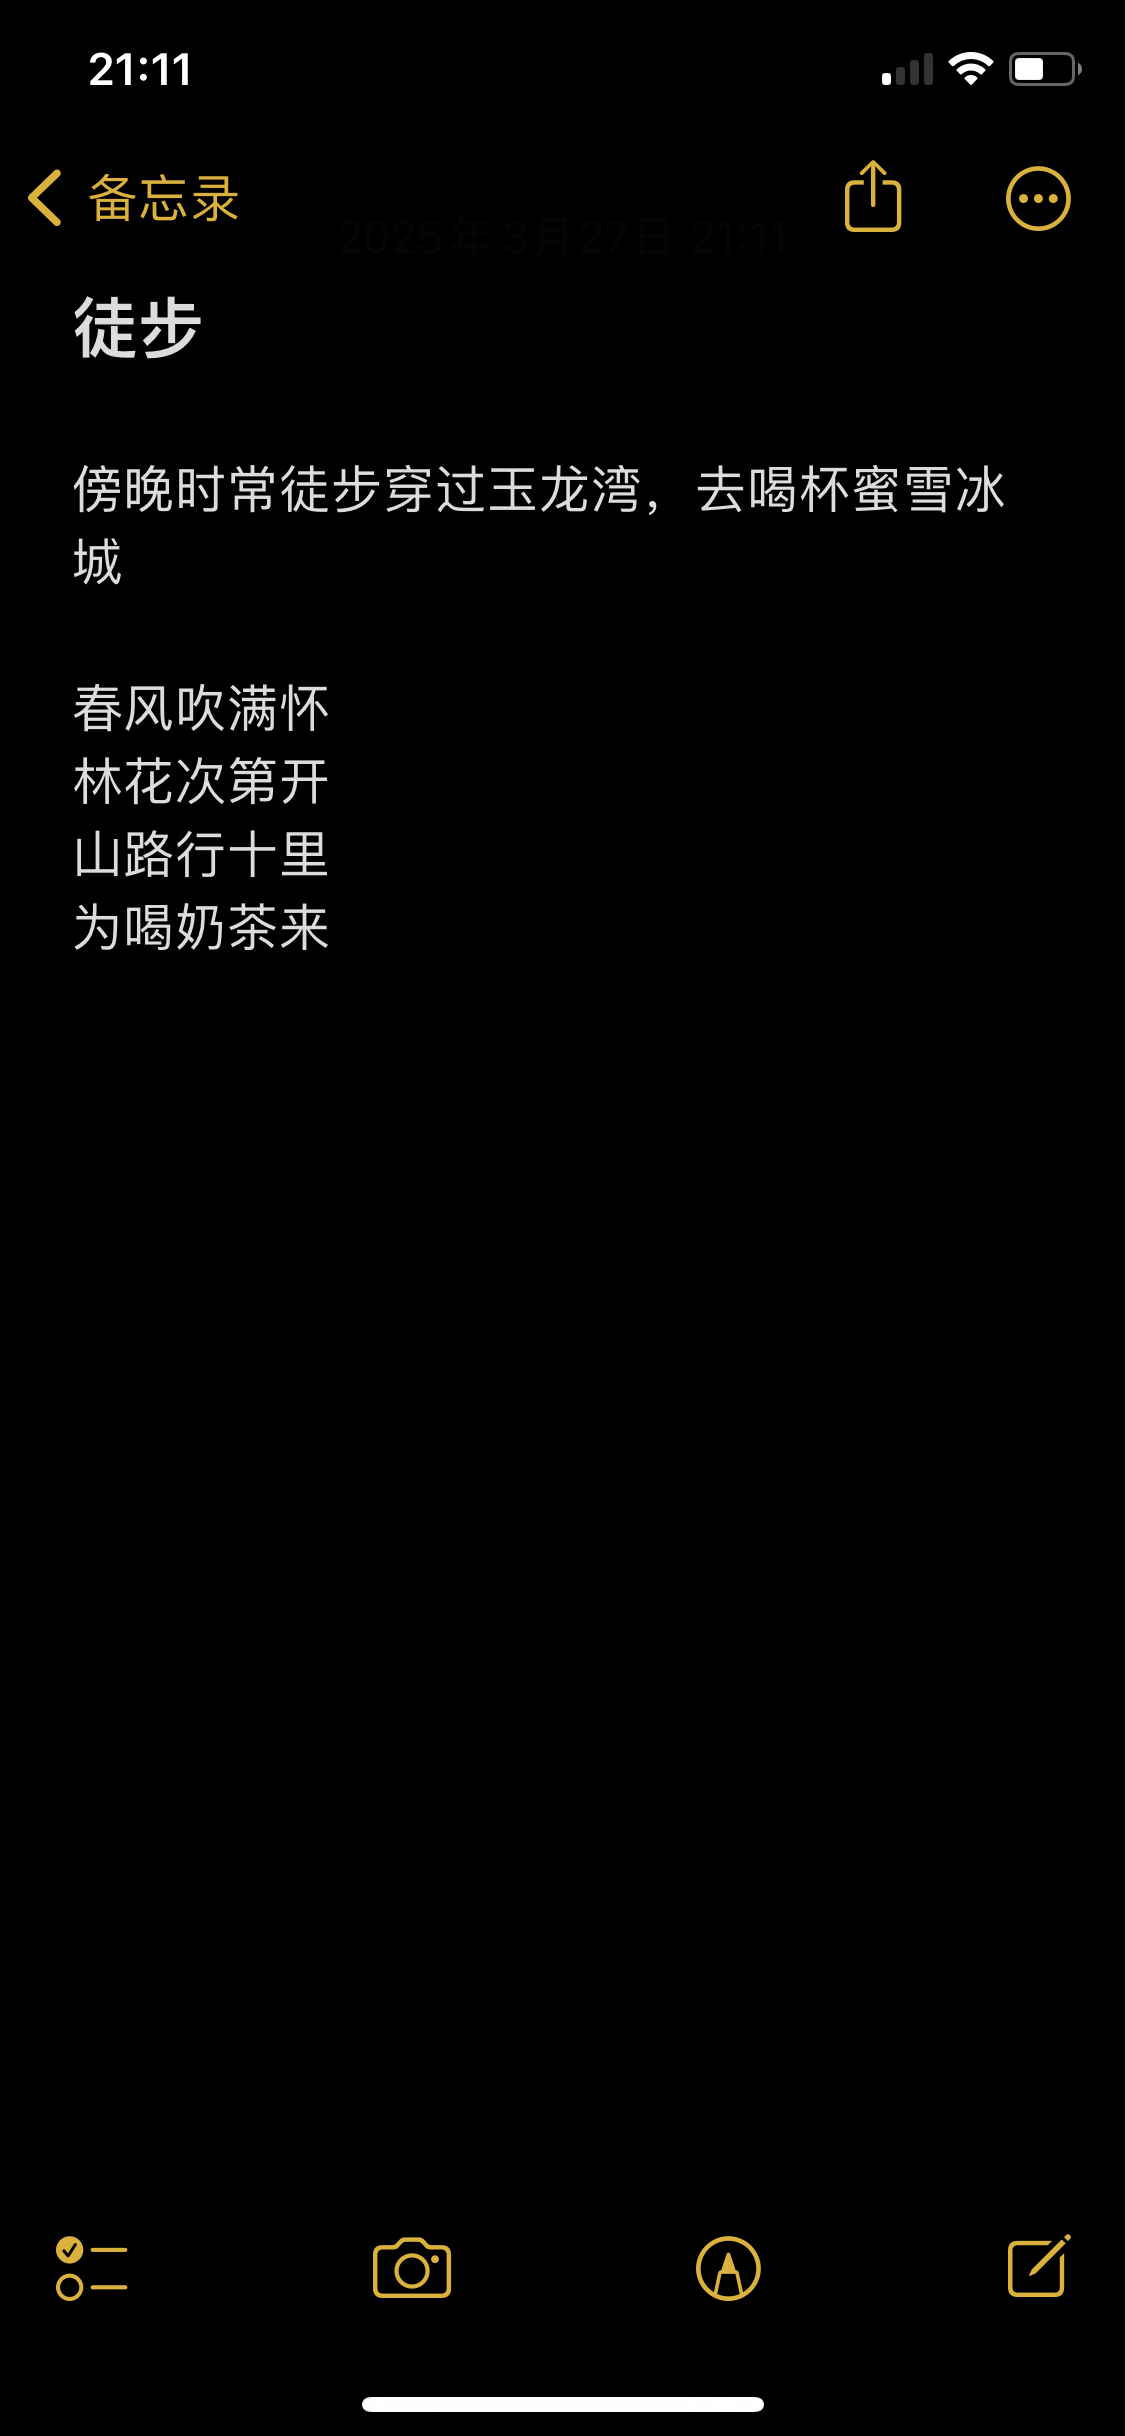 21:11
备忘录
2025年3月27日 21:11
徒步
傍晚时常徒步穿过玉龙湾，去喝杯蜜雪冰
城
春风吹满怀
林花次第开
山路行十里
为喝奶茶来